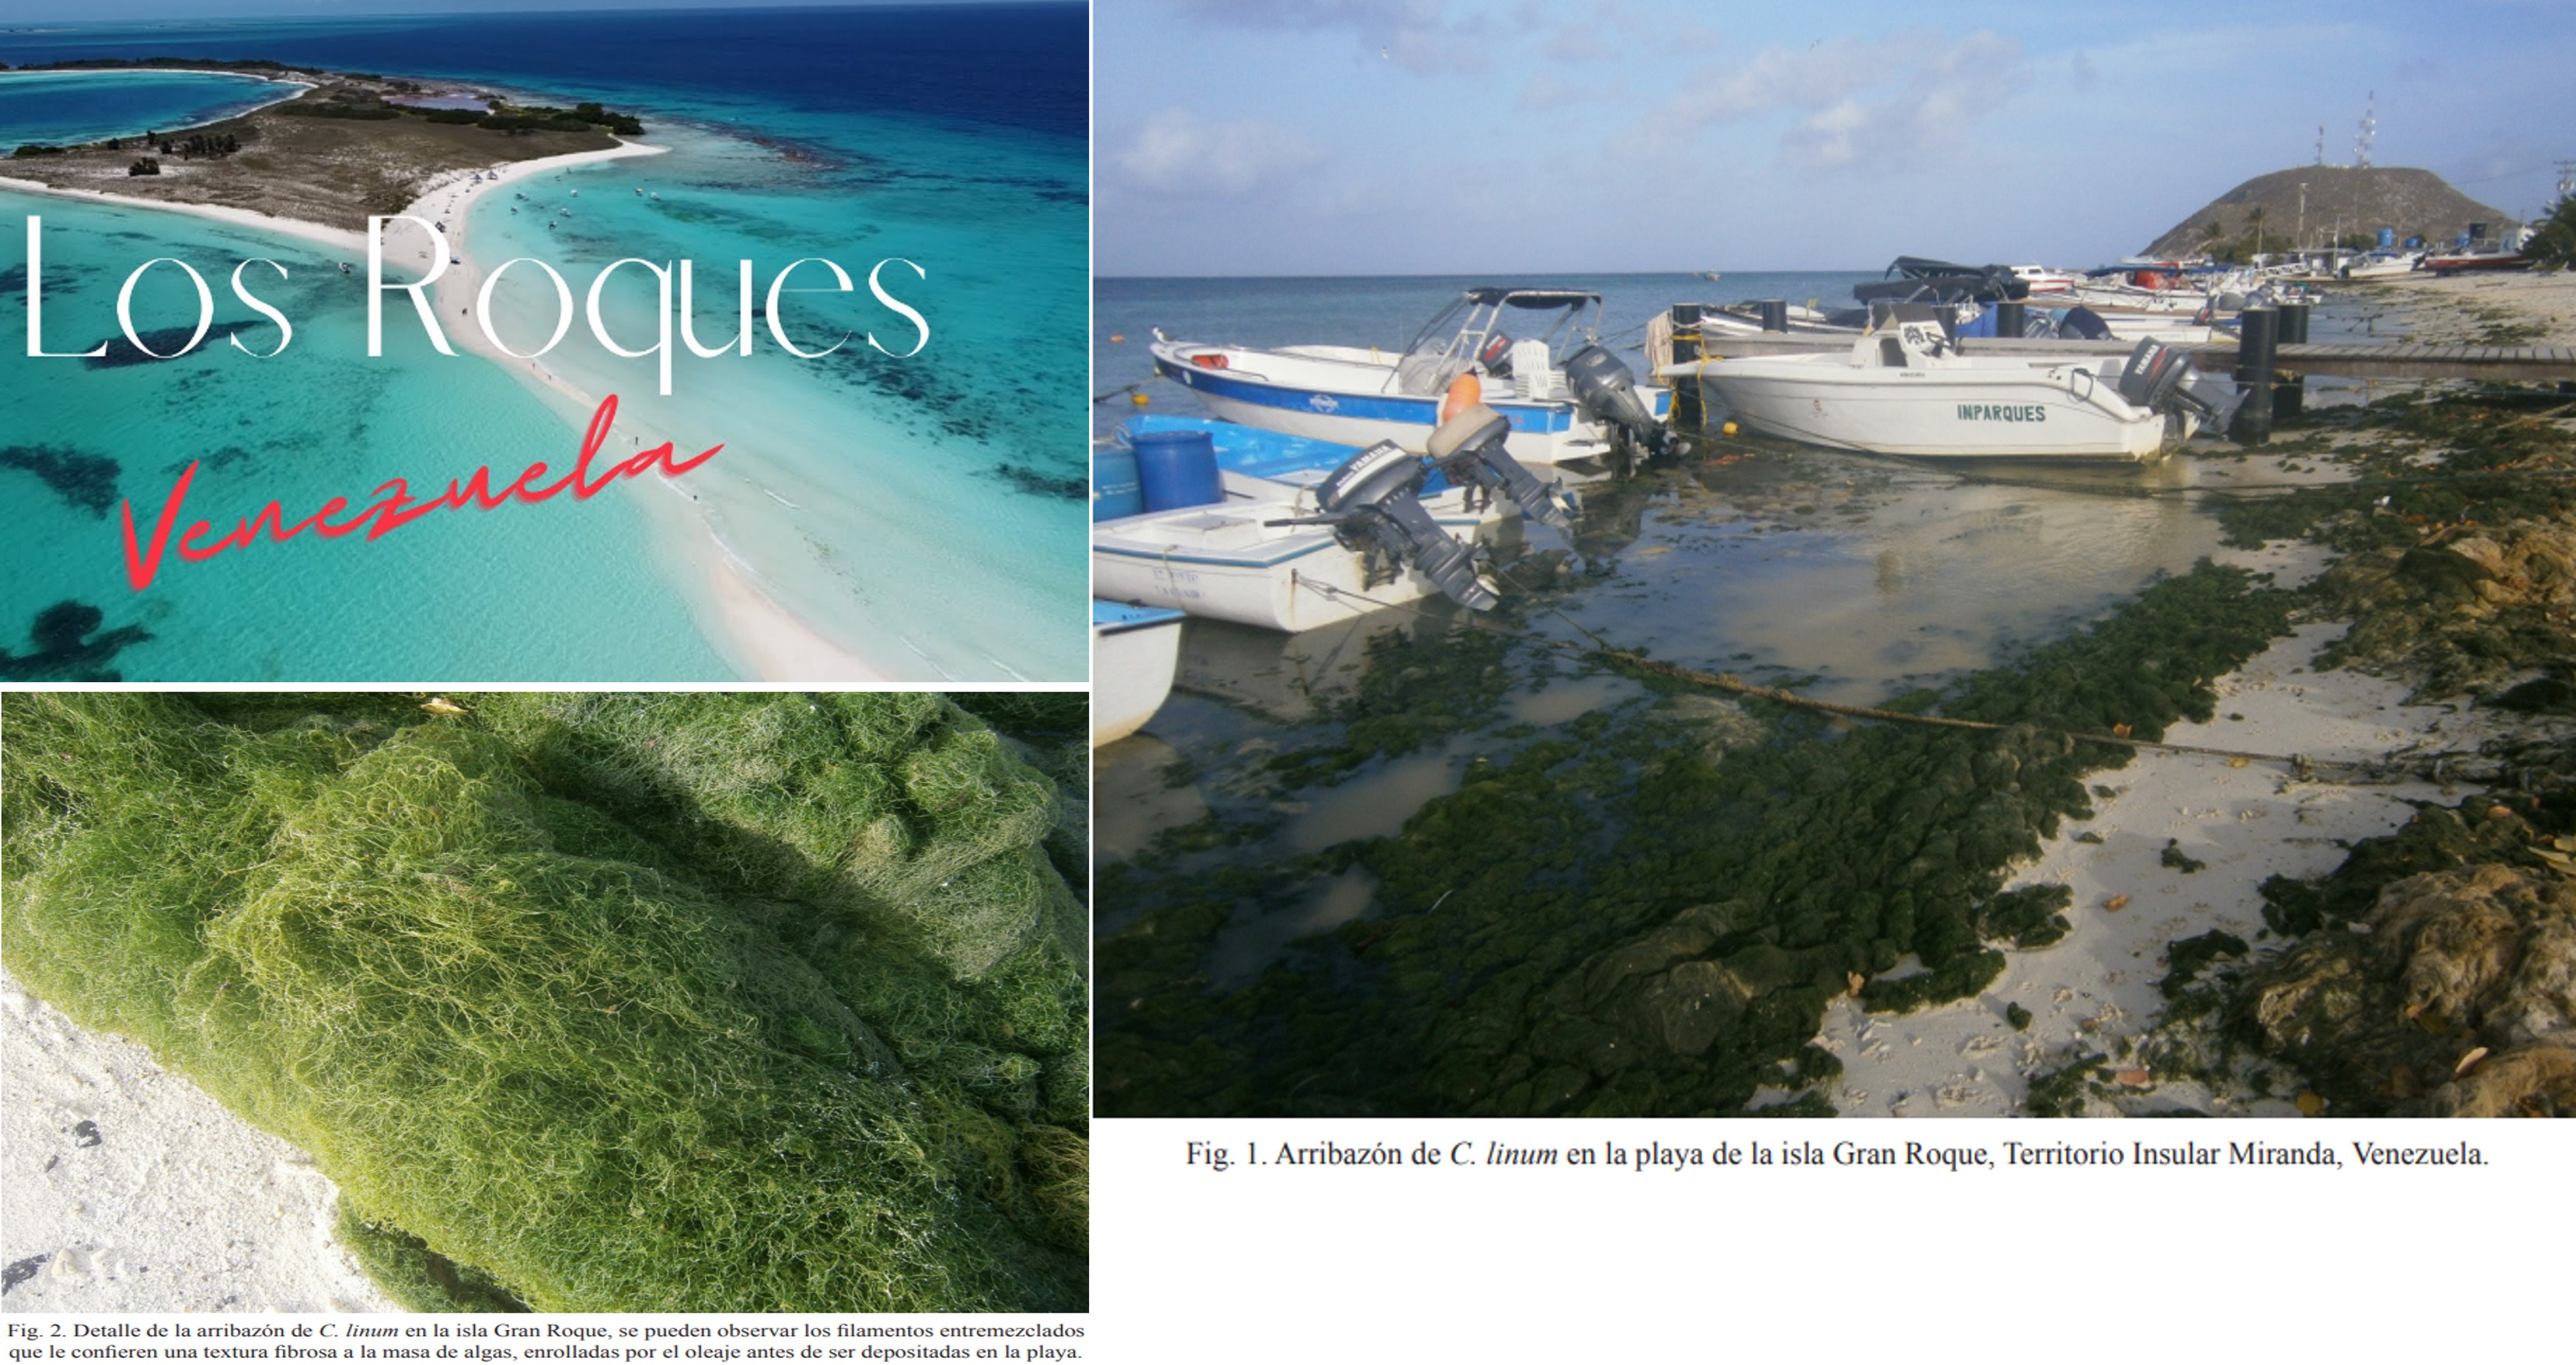 Los Roques
Venezuela
YAMAHA
INPARQUES
YAMAHA
Fig. 1. Arribazón de C. linum en la playa de la isla Gran Roque, Territorio Insular Miranda, Venezuela.
Fig. 2. Detalle de la arribazón de C. linum en la isla Gran Roque, se pueden observar los filamentos entremezclados
que le confieren una textura fibrosa a la masa de algas, enrolladas por el oleaje antes de ser depositadas en la playa.